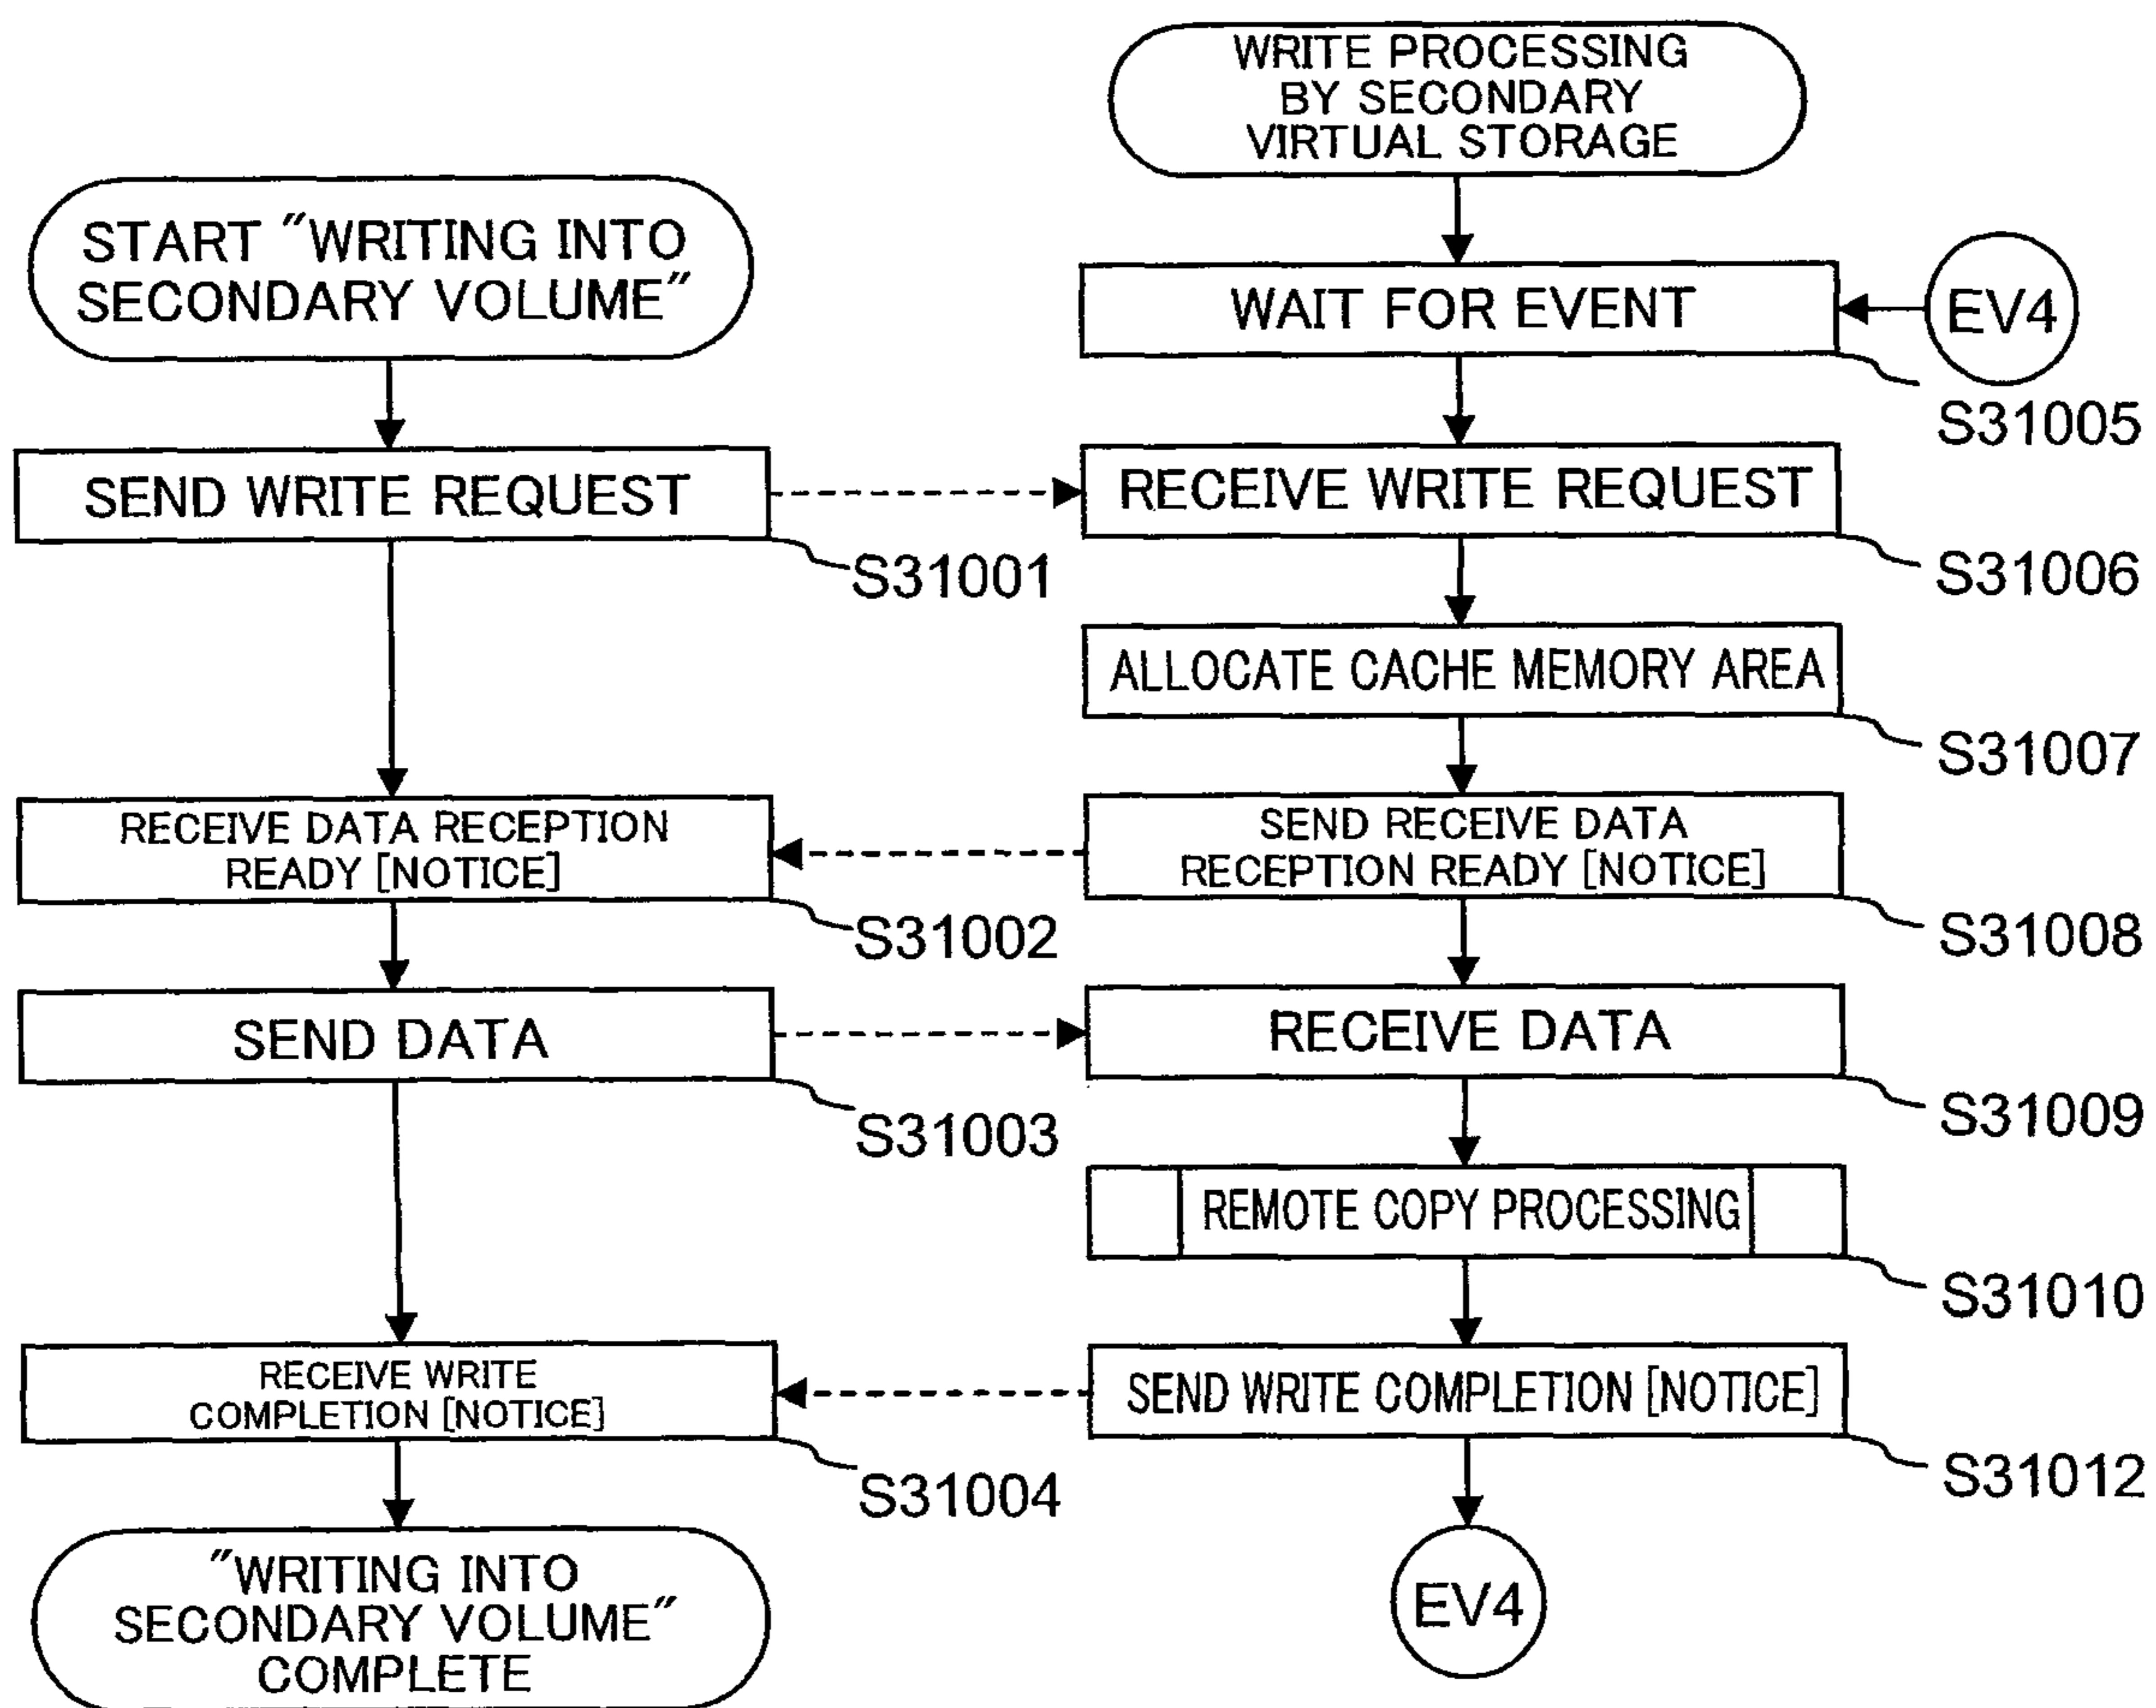 START "WRITING INTO
SECONDARY VOLUME"
SEND WRITE REQUEST
S31001
RECEIVE DATA RECEPTION
READY [NOTICE]
S31002
SEND DATA
S31003
RECEIVE WRITE
COMPLETION [NOTICE]
S31004
"WRITING INTO
SECONDARY VOLUME"
COMPLETE
WRITE PROCESSING
BY SECONDARY
VIRTUAL STORAGE
WAIT FOR EVENT
EV4
S31005
RECEIVE WRITE REQUEST
S31006
ALLOCATE CACHE MEMORY AREA
S31007
SEND RECEIVE DATA
RECEPTION READY [NOTICE]
S31008
RECEIVE DATA
S31009
REMOTE COPY PROCESSING
S31010
SEND WRITE COMPLETION [NOTICE]
S31012
EV4